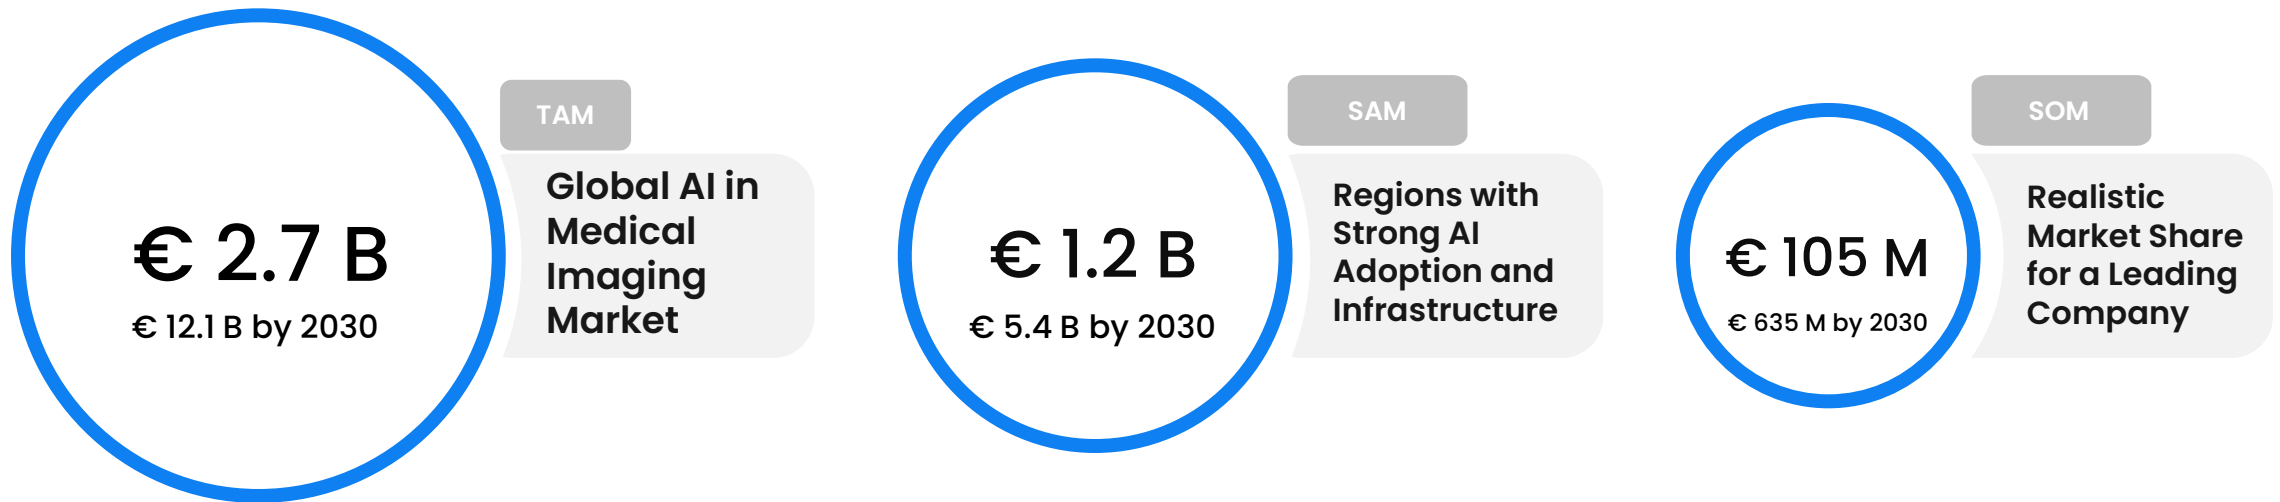 € 2.7 B
€ 12.1 B by 2030
TAM
Global AI in
Medical
Imaging
Market
€ 1.2 B
€ 5.4 B by 2030
SAM
Regions with
Strong AI
Adoption and
Infrastructure
€ 105 M
€ 635 M by 2030
SOM
Realistic
Market Share
for a Leading
Company